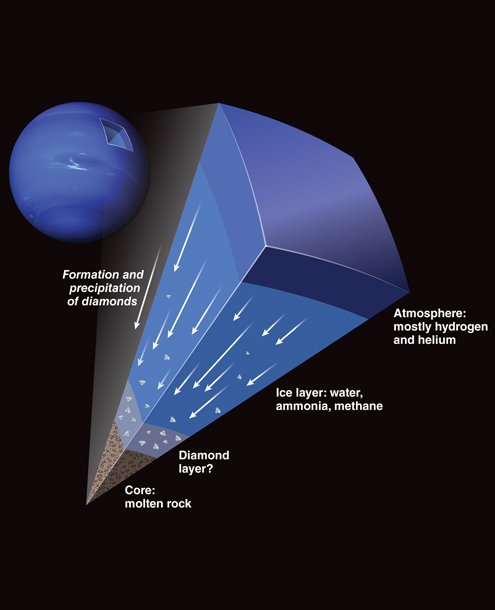 Formation and
precipitation
of diamonds
Atmosphere:
mostly hydrogen
and helium
Ice layer: water,
ammonia, methane
Diamond
layer?
Core:
molten rock